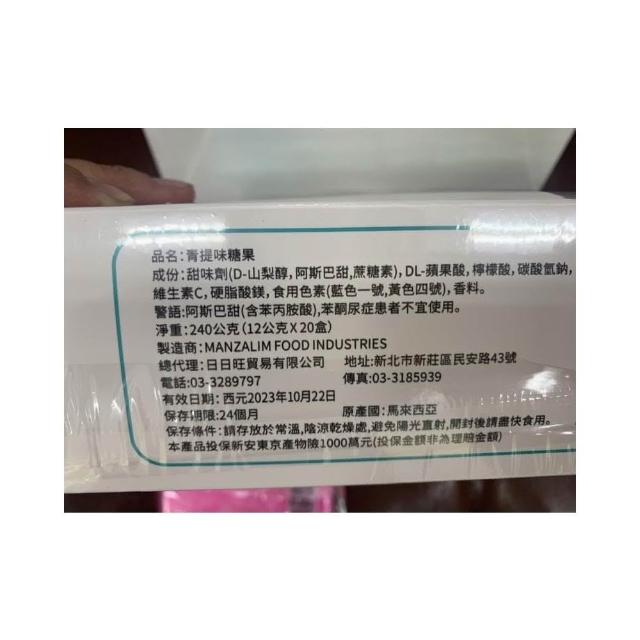 品名:青提味糖果
成份:甜味劑(D-山梨醇,阿斯巴甜,蔗糖素),DL-蘋果酸,檸檬酸,碳酸氫鈉,
維生素C,硬脂酸鎂,食用色素(藍色一號,黃色四號),香料。
警語:阿斯巴甜(含苯丙胺酸),苯酮尿症患者不宜使用。
淨重:240公克(12公克X20盒)
製造商:MANZALIM FOOD INDUSTRIES
總代理:日日旺貿易有限公司 地址:新北市新莊區民安路43號
電話:03-3289797 傳真:03-3185939
有效日期:西元2023年10月22日
保存期限:24個月 原產國:馬來西亞
保存條件:請存放於常溫,陰涼乾燥處,避免陽光直射,開封後請盡快食用。
本產品投保新安東京產物險1000萬元(投保金額非為理賠金額)